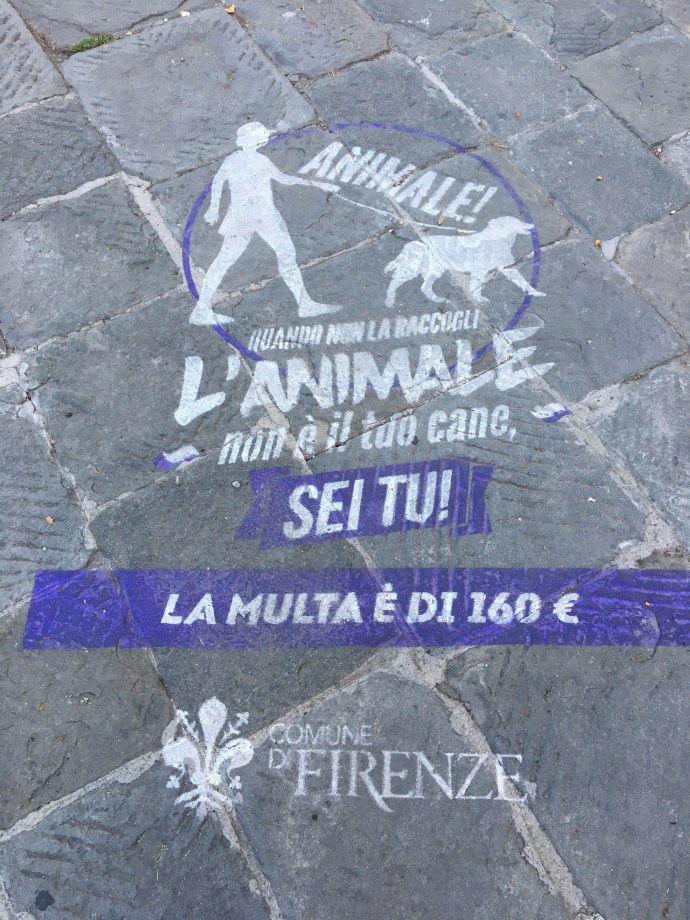 ANIMALE!
QUANDO NON LA RACCOGLI
L'ANIMALE
non è il tuo cane,
SEI TU!
LA MULTA È DI 160 €
COMUNE
DI FIRENZE